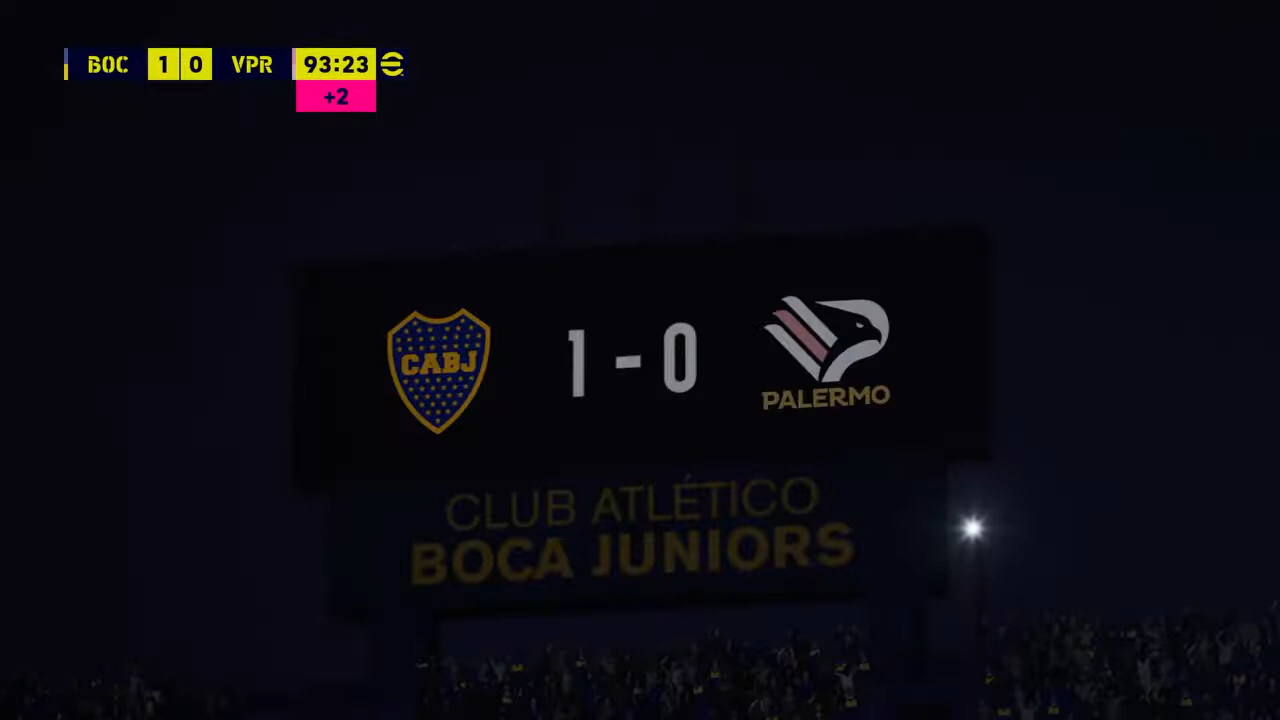 BOC 1 0 VPR 93:23
+2
CABJ 1 - 0
PALERMO
CLUB ATLÉTICO
BOCA JUNIORS